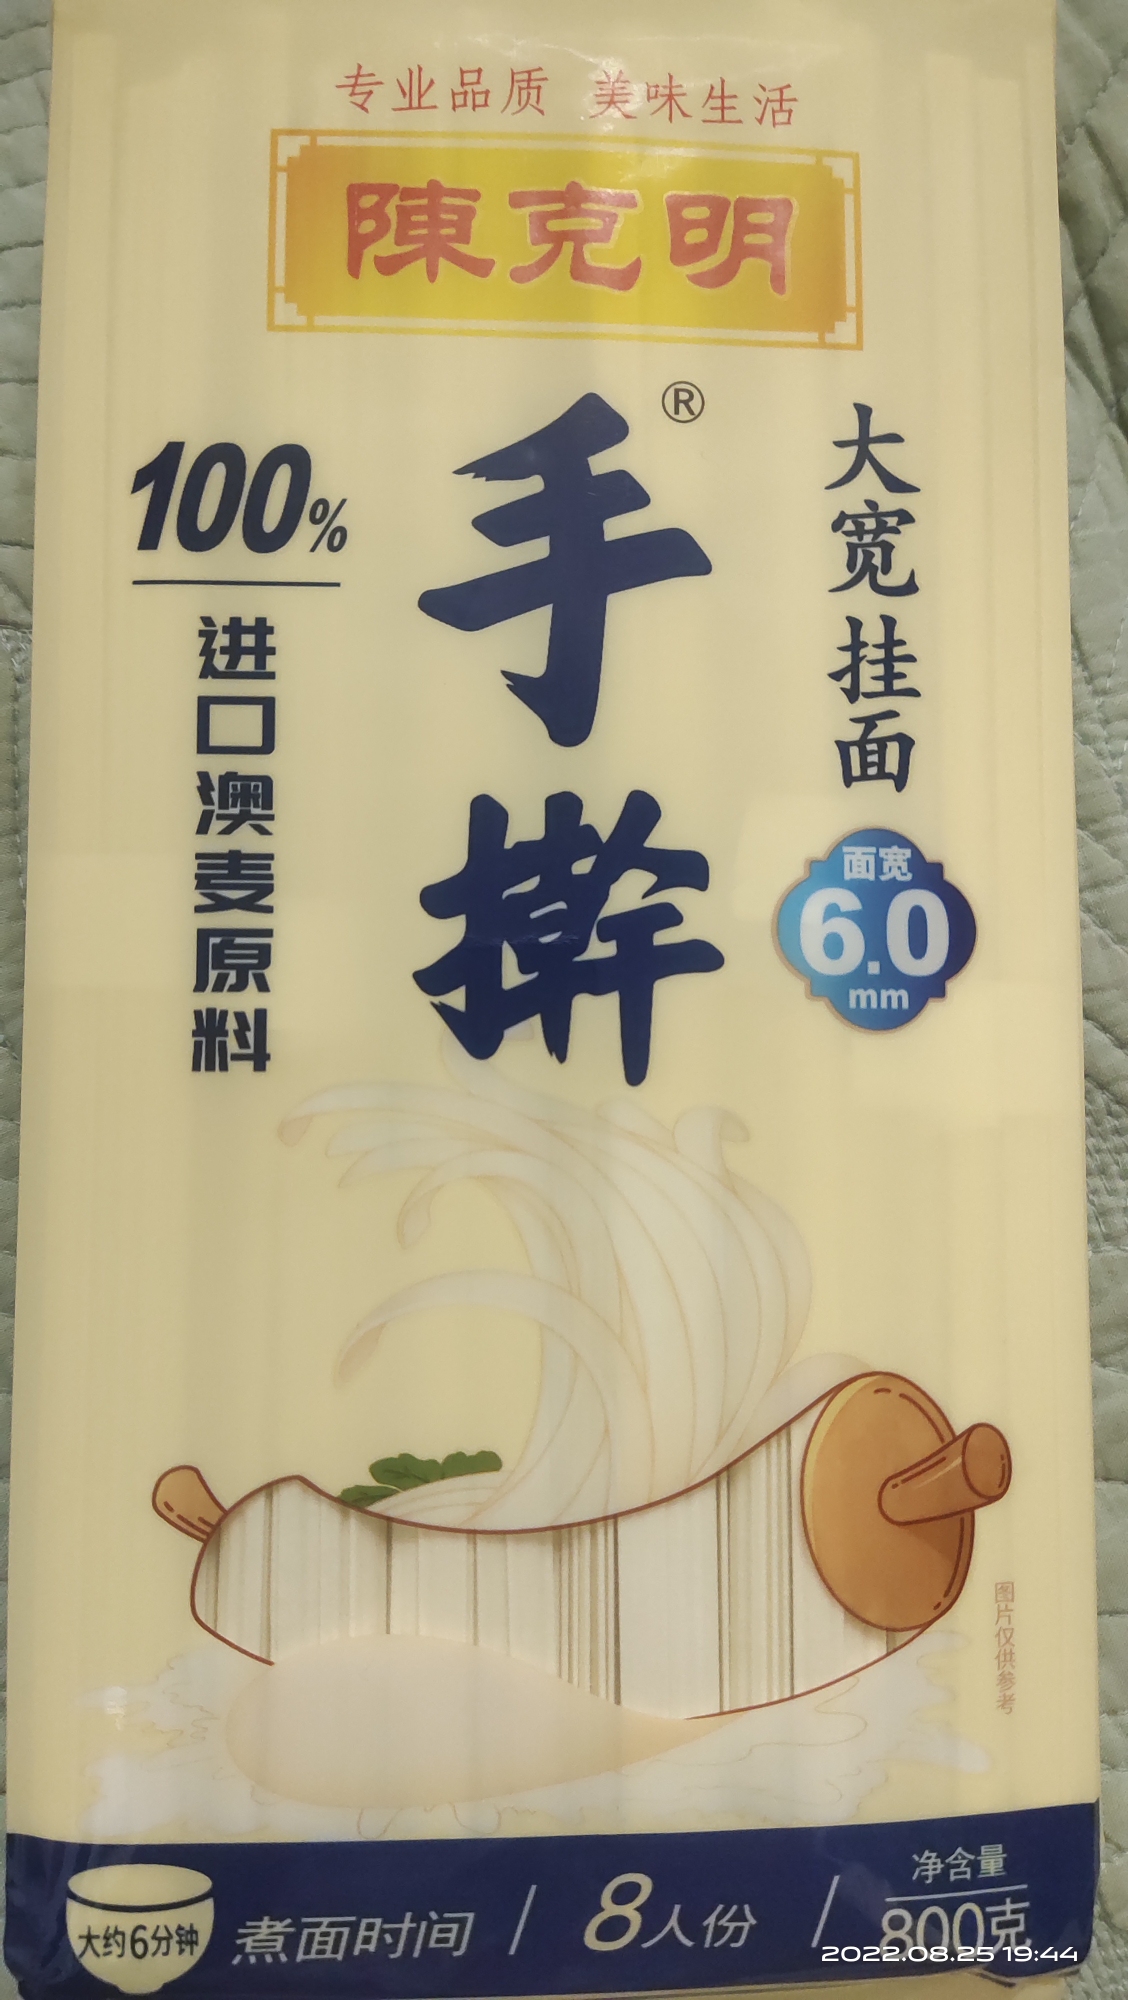 专业品质 美味生活
陳克明
手擀
®
100%
进口澳麦原料
大宽挂面
面宽
6.0
mm
图片仅供参考
大约6分钟
煮面时间
8人份
净含量
800克
2022.08.25 19:44